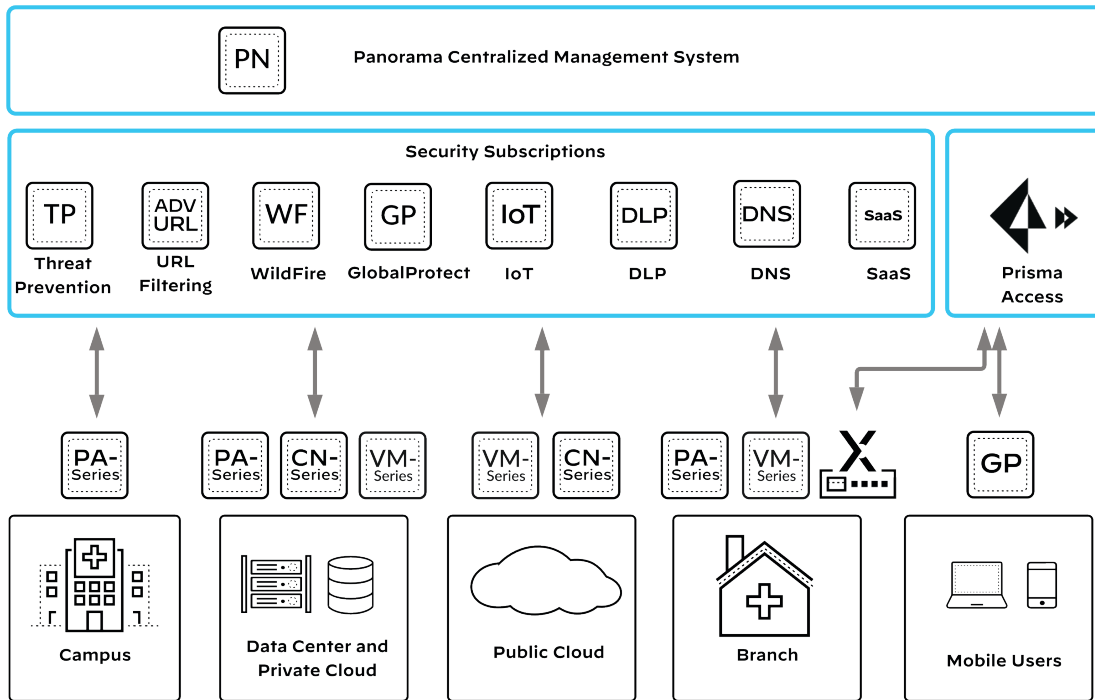 PN
Panorama Centralized Management System
Security Subscriptions
TP
ADV
URL
WF
GP
IoT
DLP
DNS
SaaS
Threat
Prevention
URL
Filtering
WildFire
GlobalProtect
IoT
DLP
DNS
SaaS
Prisma
Access
PA-
Series
PA-
Series
CN-
Series
VM-
Series
VM-
Series
CN-
Series
PA-
Series
VM-
Series
X
GP
Campus
Data Center and
Private Cloud
Public Cloud
Branch
Mobile Users